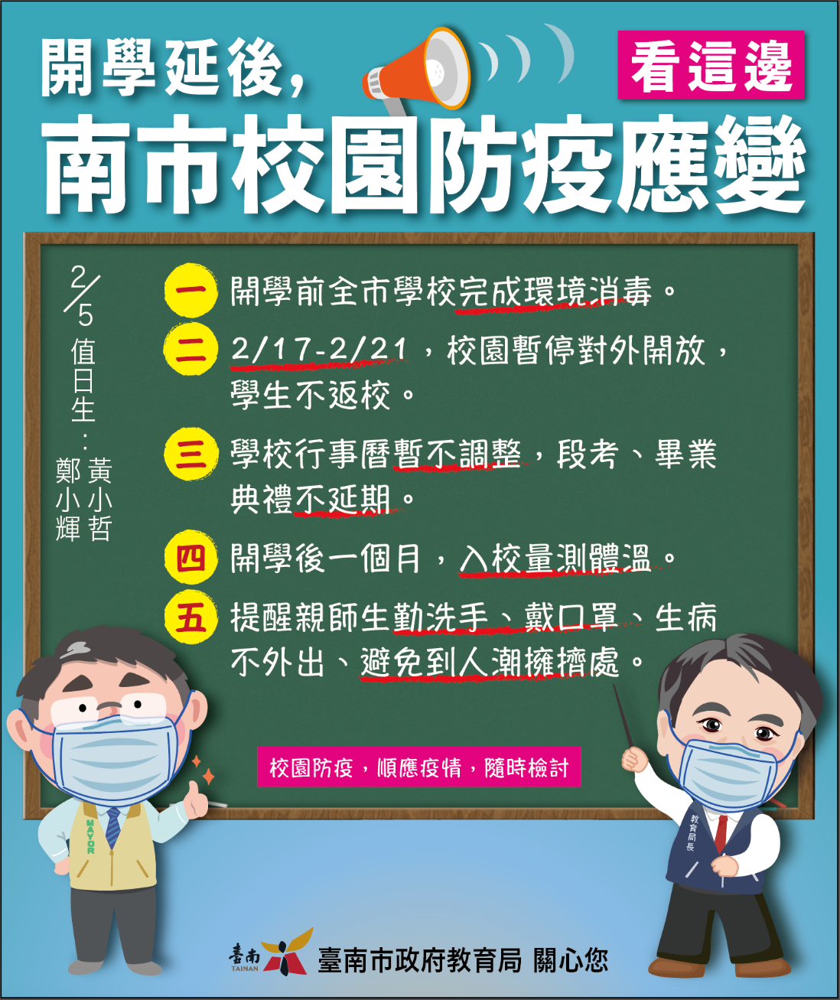 開學延後,
看這邊
南市校園防疫應變
2/5 值日生：
黃小哲
鄭小輝
一 開學前全市學校完成環境消毒。
二 2/17-2/21，校園暫停對外開放，
學生不返校。
三 學校行事曆暫不調整，段考、畢業
典禮不延期。
四 開學後一個月，入校量測體溫。
五 提醒親師生勤洗手、戴口罩、生病
不外出、避免到人潮擁擠處。
校園防疫，順應疫情，隨時檢討
MAYOR
教育局長
臺南
TAINAN
臺南市政府教育局 關心您